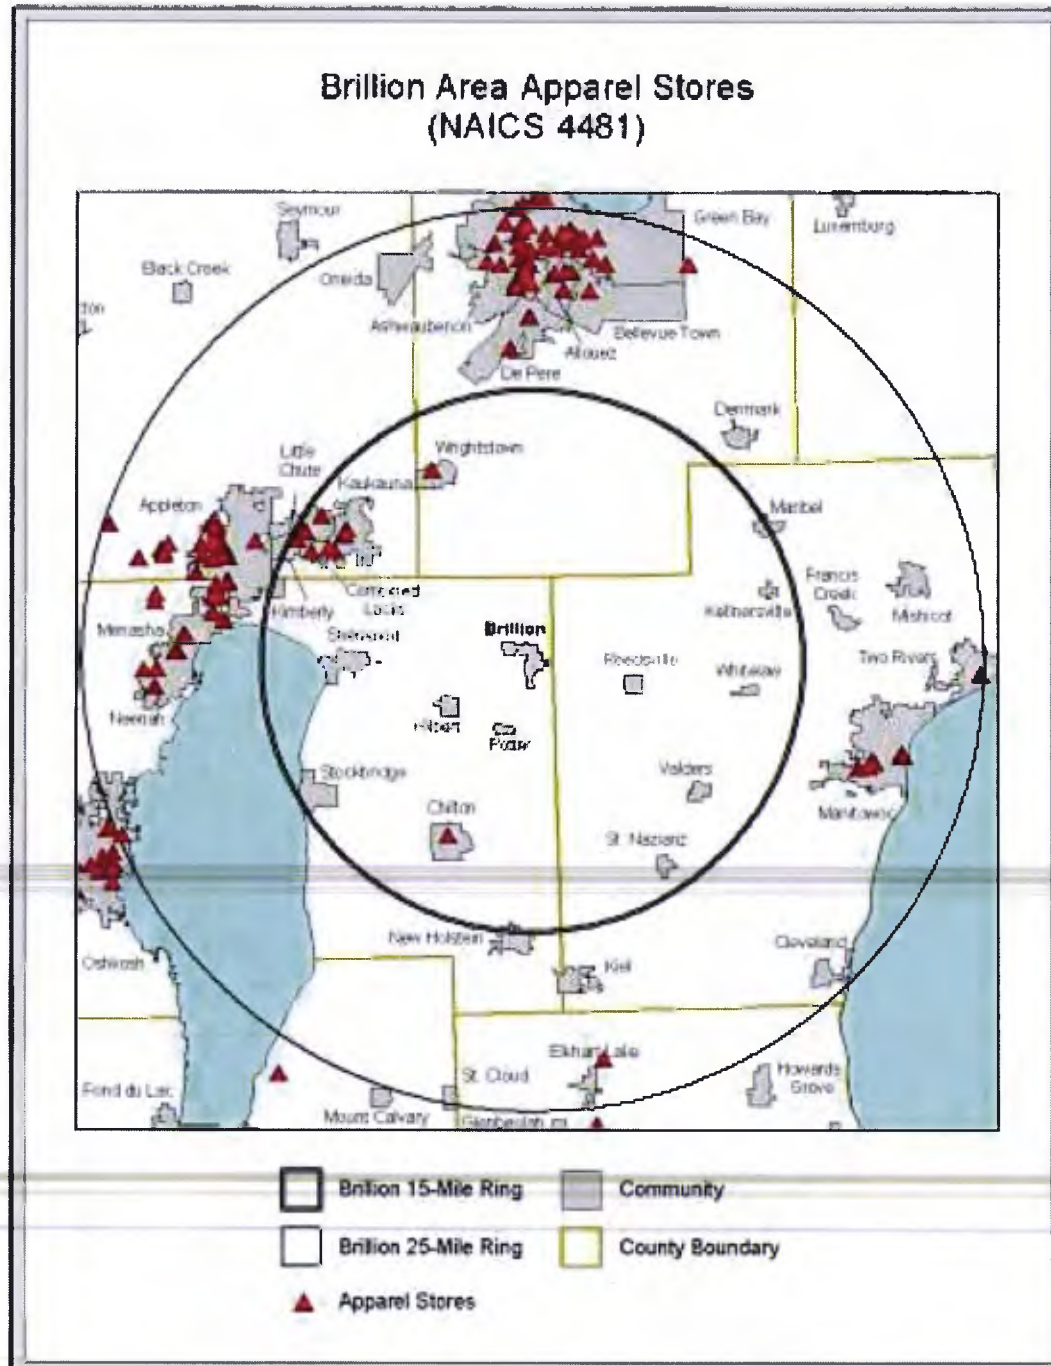 Brillion Area Apparel Stores
(NAICS 4481)
Seymour
Green Bay
Luxemburg
Black Creek
Oneida
ton
Ashwaubenon
Bellevue Town
Allouez
De Pere
Denmark
Little
Chute
Wrightstown
Kaukauna
Appleton
Maribel
Francis
Creek
Combined
Locks
Kimberly
Kellnersville
Mishicot
Menasha
Sherwood
Brillion
Reedsville
Whitelaw
Two Rivers
Neenah
Hilbert
Potter
Stockbridge
Valders
Chilton
Manitowoc
St. Nazianz
New Holstein
Cleveland
Oshkosh
Kiel
Elkhart Lake
St. Cloud
Howards
Grove
Fond du Lac
Mount Calvary
Glenbeulah
Brillion 15-Mile Ring
Community
Brillion 25-Mile Ring
County Boundary
Apparel Stores